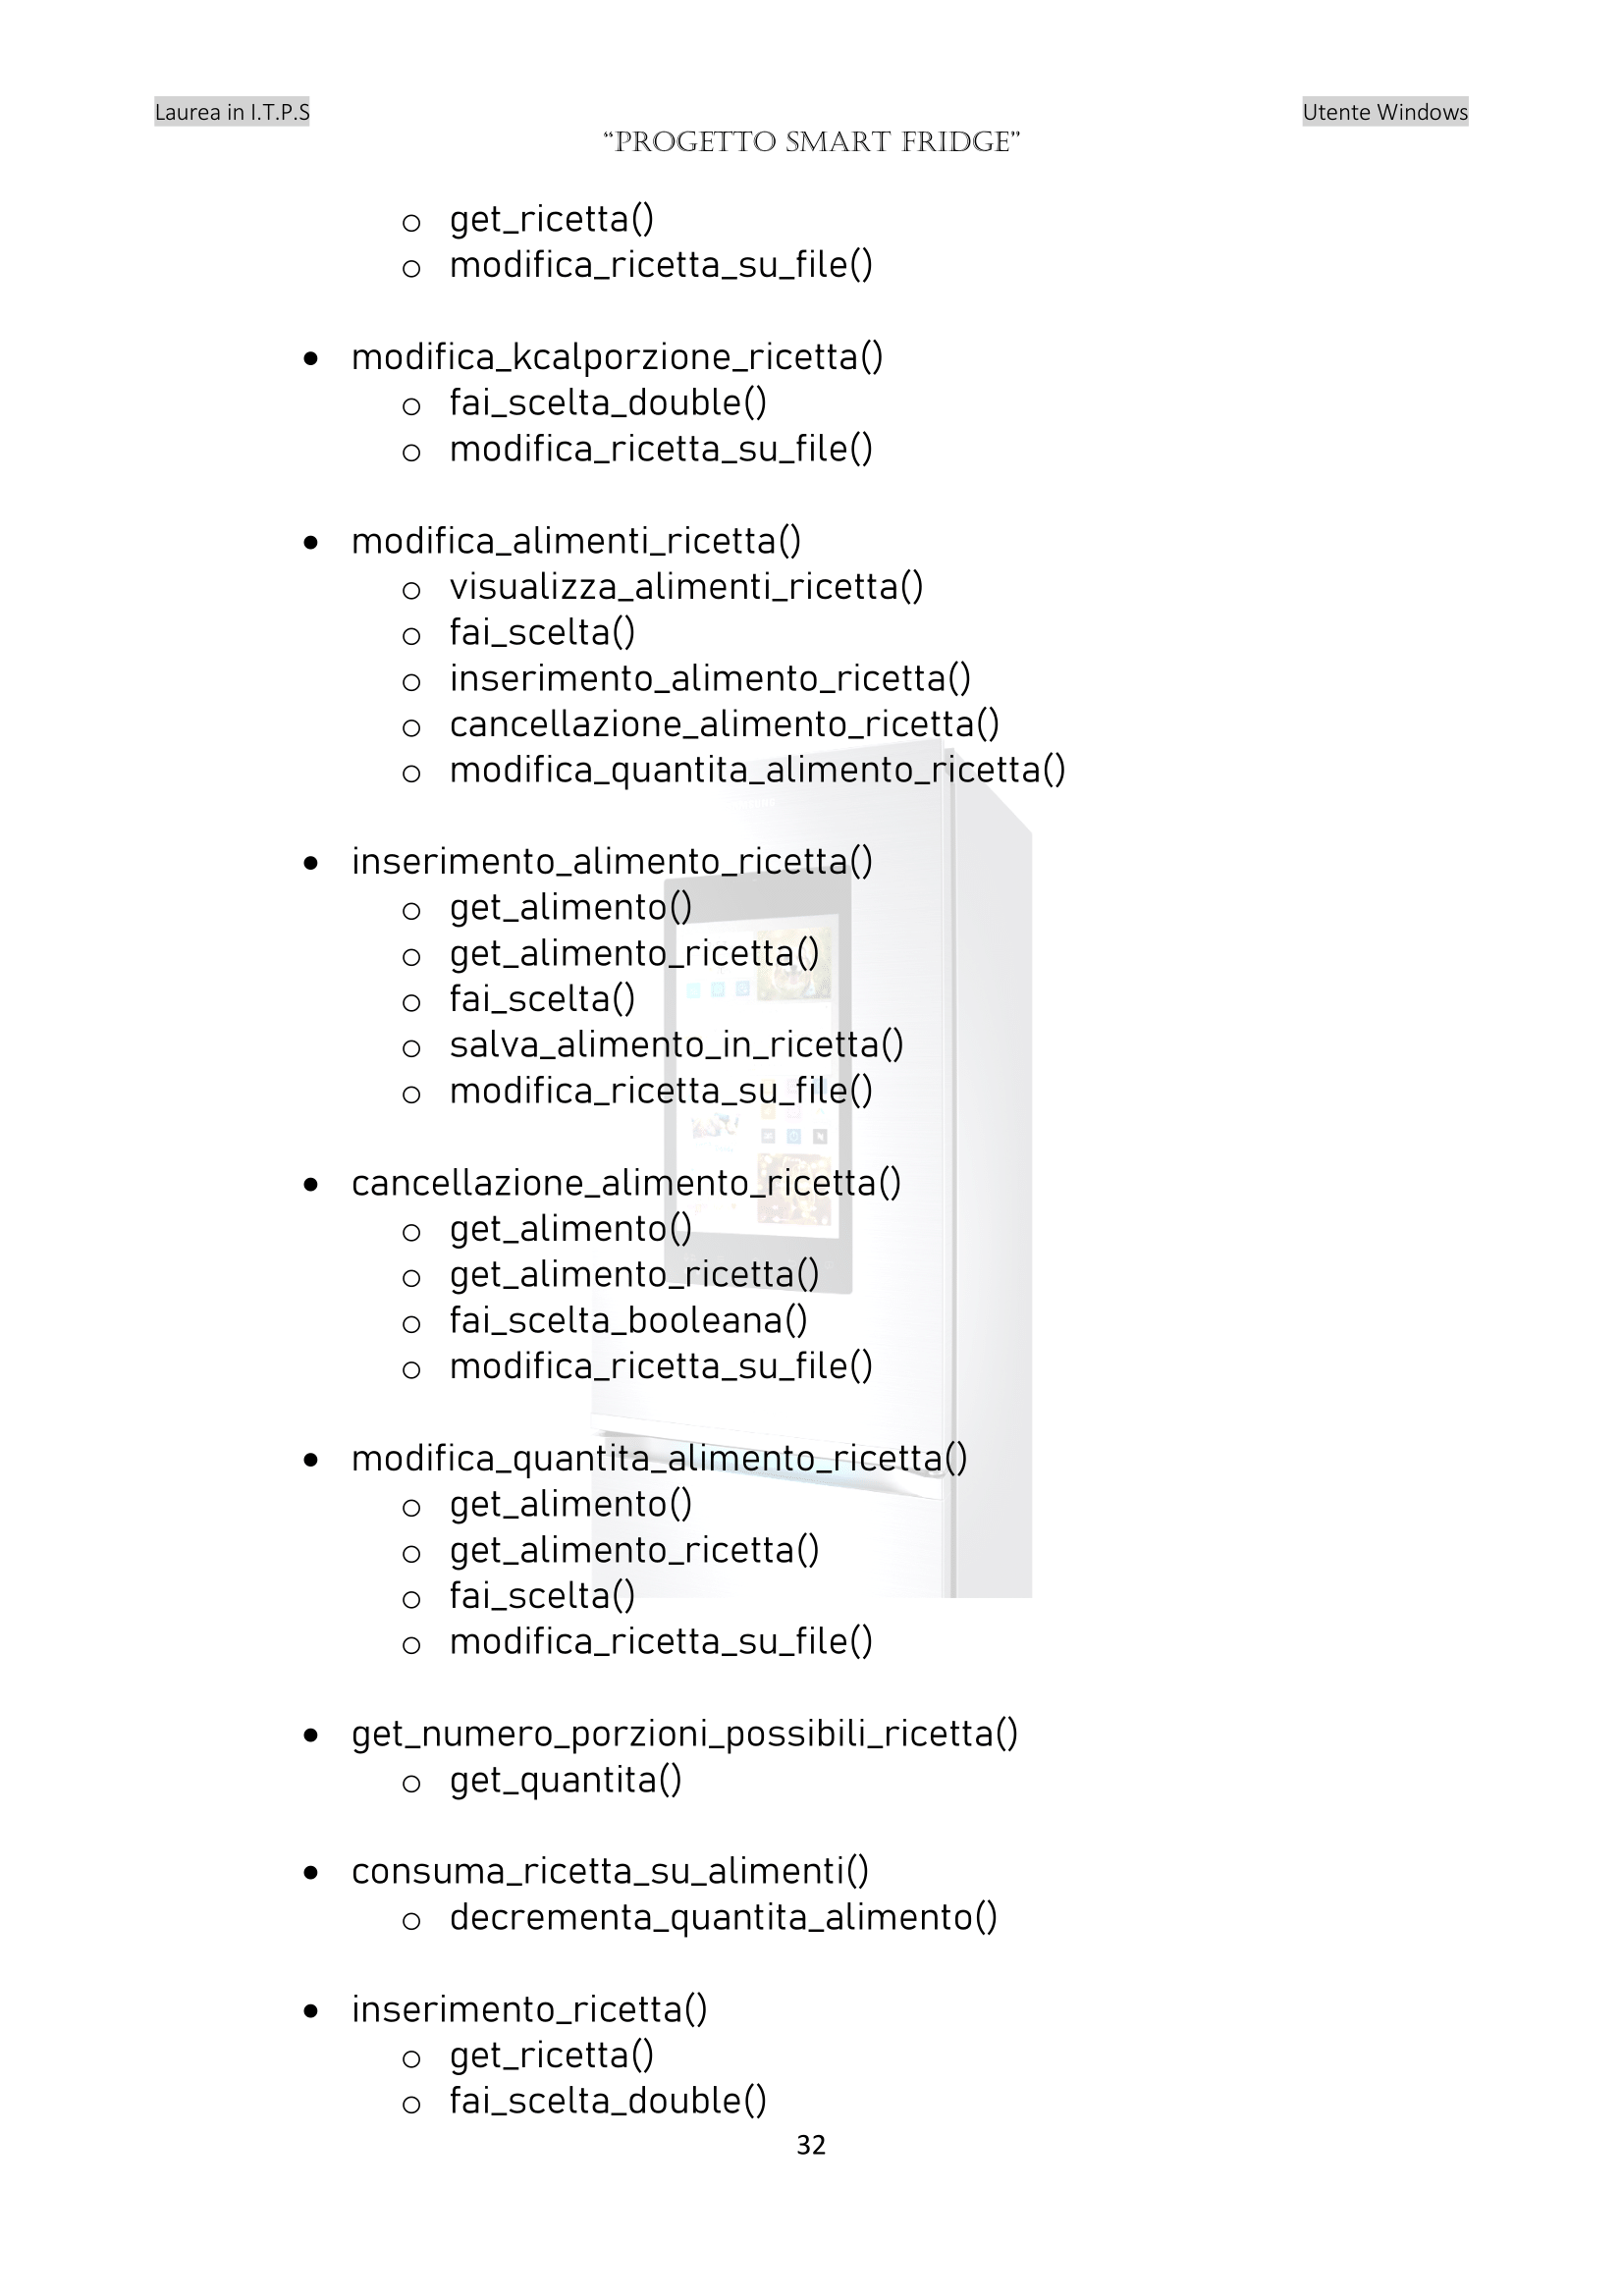 Laurea in I.T.P.S
Utente Windows
“PROGETTO SMART FRIDGE”
o get_ricetta()
o modifica_ricetta_su_file()
• modifica_kcalporzione_ricetta()
o fai_scelta_double()
o modifica_ricetta_su_file()
• modifica_alimenti_ricetta()
o visualizza_alimenti_ricetta()
o fai_scelta()
o inserimento_alimento_ricetta()
o cancellazione_alimento_ricetta()
o modifica_quantita_alimento_ricetta()
• inserimento_alimento_ricetta()
o get_alimento()
o get_alimento_ricetta()
o fai_scelta()
o salva_alimento_in_ricetta()
o modifica_ricetta_su_file()
• cancellazione_alimento_ricetta()
o get_alimento()
o get_alimento_ricetta()
o fai_scelta_booleana()
o modifica_ricetta_su_file()
• modifica_quantita_alimento_ricetta()
o get_alimento()
o get_alimento_ricetta()
o fai_scelta()
o modifica_ricetta_su_file()
• get_numero_porzioni_possibili_ricetta()
o get_quantita()
• consuma_ricetta_su_alimenti()
o decrementa_quantita_alimento()
• inserimento_ricetta()
o get_ricetta()
o fai_scelta_double()
32